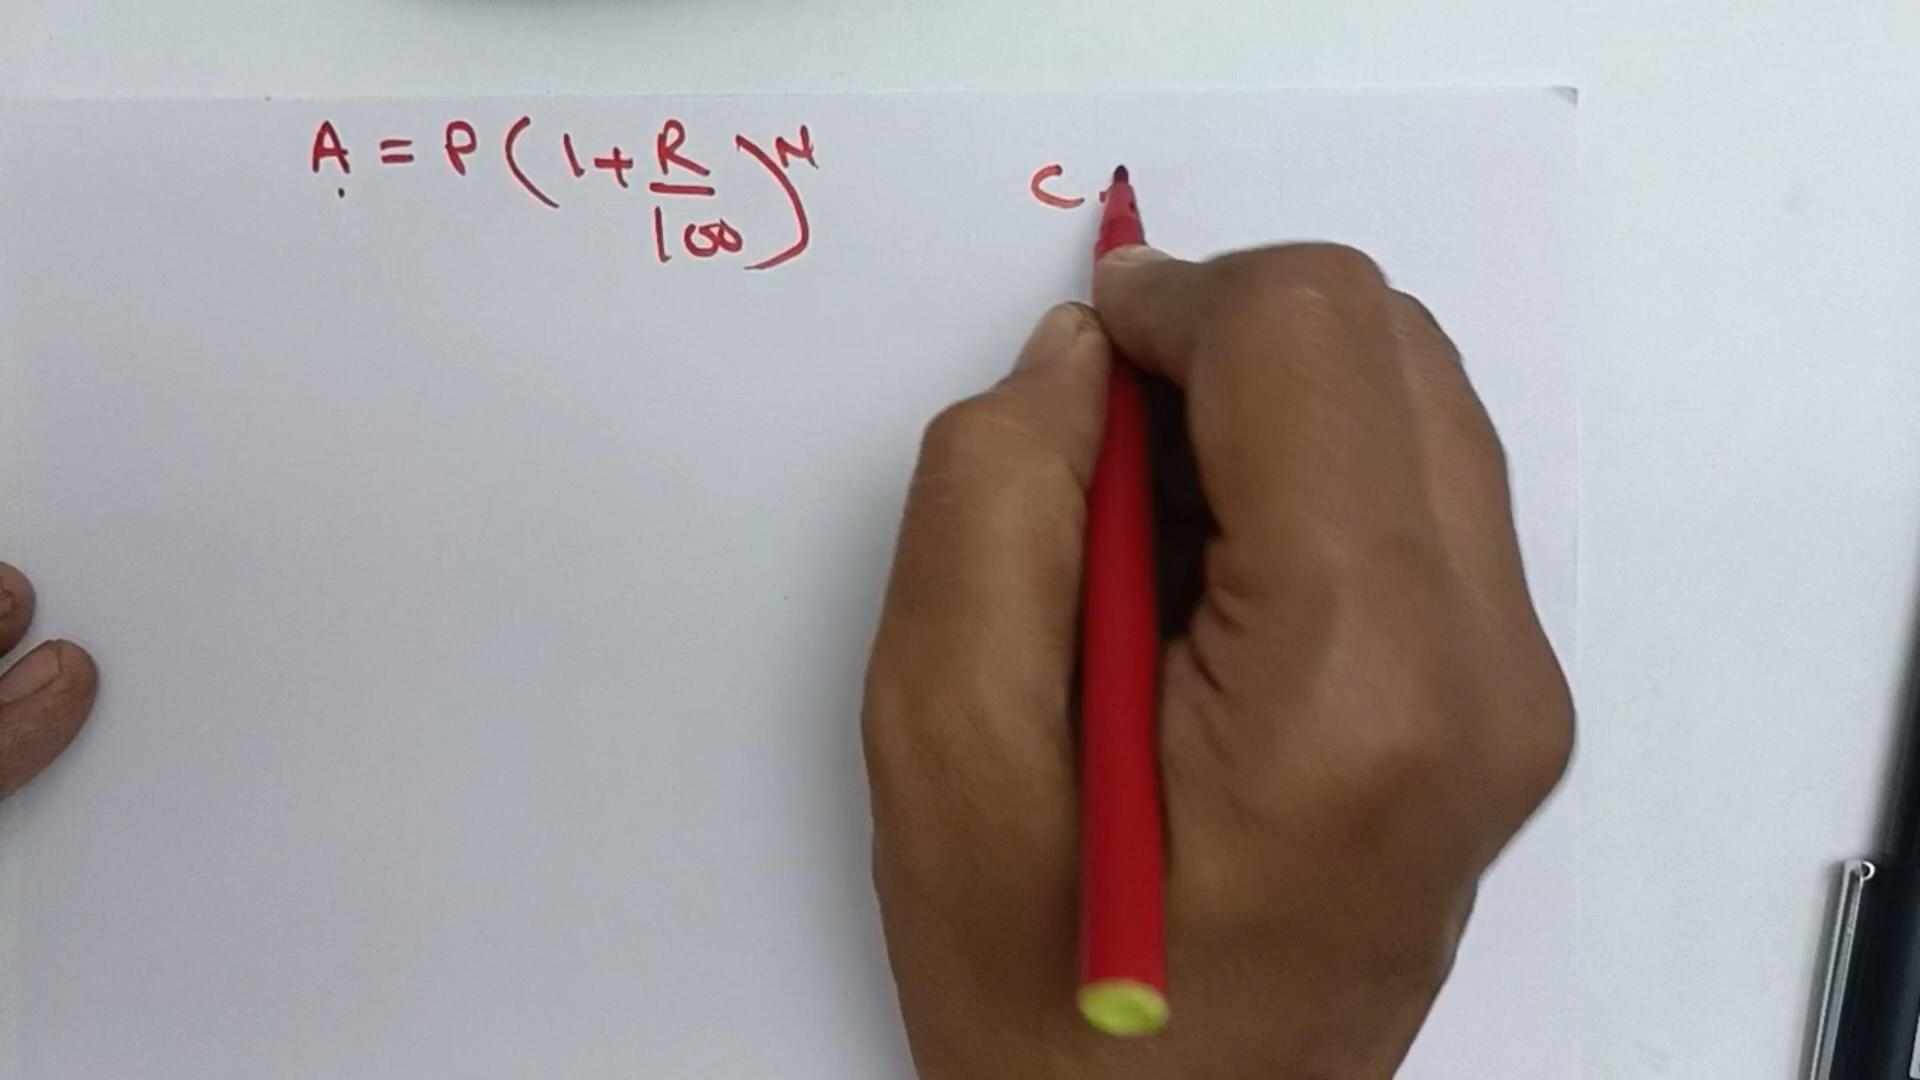 A = P(1+R/100)^N
C.